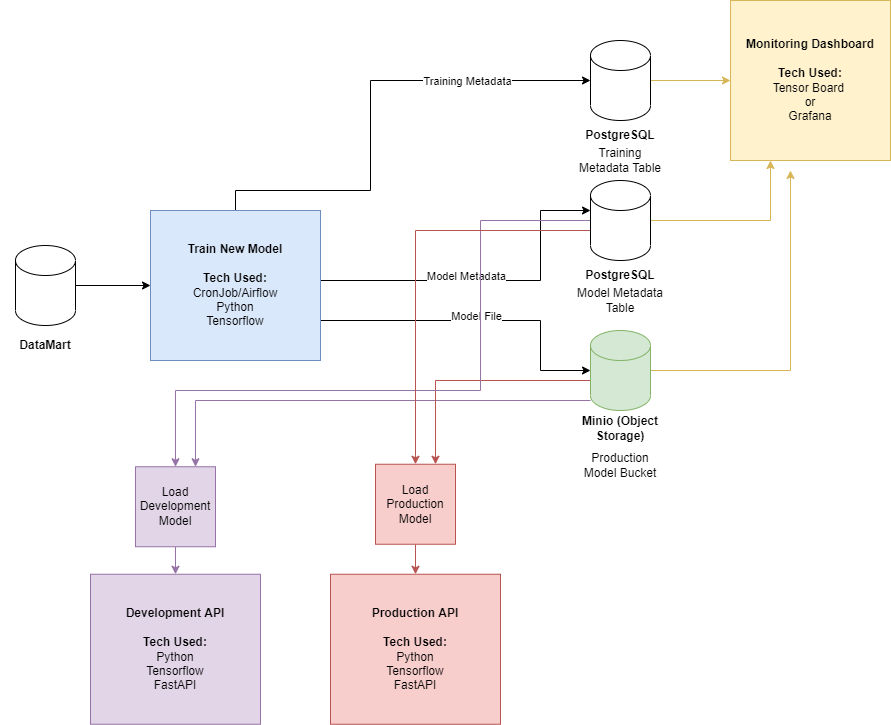 Monitoring Dashboard
Tech Used:
Tensor Board
or
Grafana
Training Metadata
PostgreSQL
Training
Metadata Table
Train New Model
Tech Used:
CronJob/Airflow
Python
Tensorflow
DataMart
Model Metadata
PostgreSQL
Model Metadata
Table
Model File
Minio (Object
Storage)
Production
Model Bucket
Load
Development
Model
Load
Production
Model
Development API
Tech Used:
Python
Tensorflow
FastAPI
Production API
Tech Used:
Python
Tensorflow
FastAPI